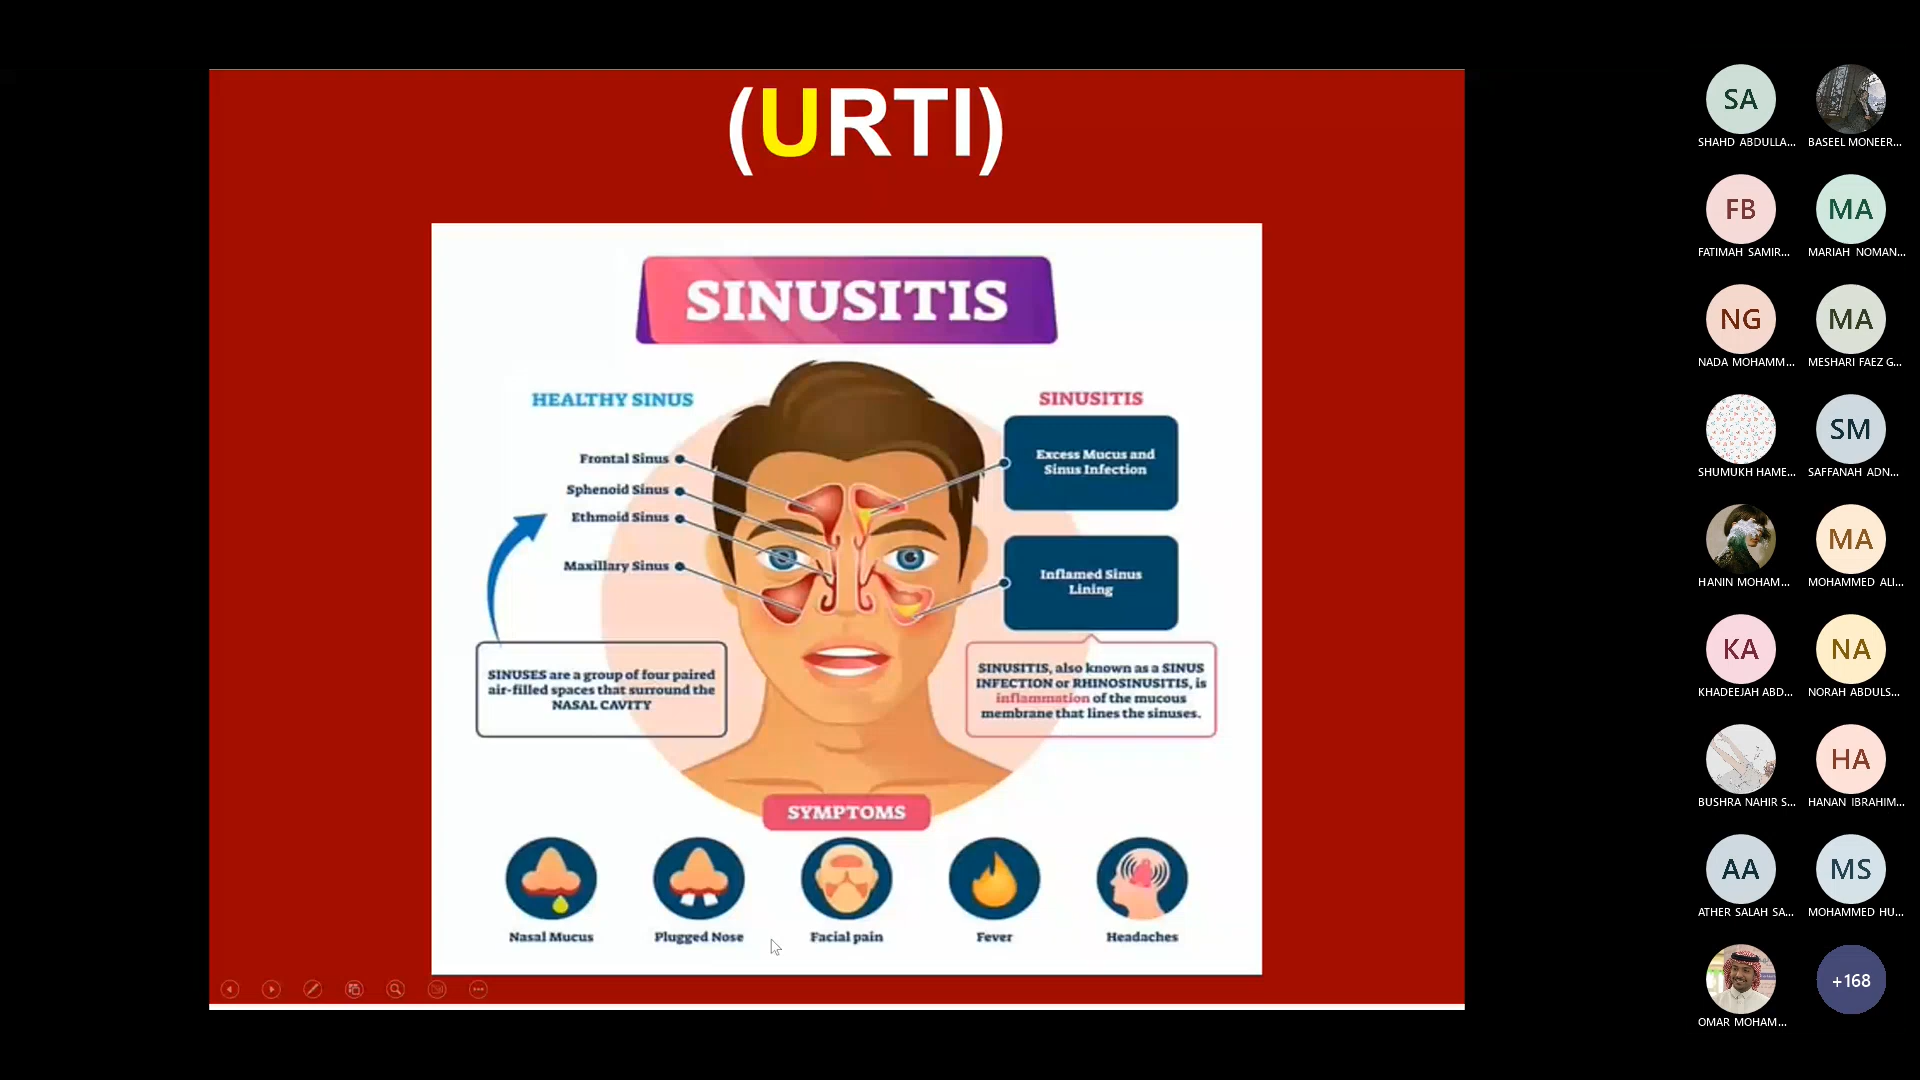 (URTI)
SINUSITIS
HEALTHY SINUS
Frontal Sinus
Sphenoid Sinus
Ethmoid Sinus
Maxillary Sinus
SINUSES are a group of four paired
air-filled spaces that surround the
NASAL CAVITY
SINUSITIS
Excess Mucus and
Sinus Infection
Inflamed Sinus
Lining
SINUSITIS, also known as a SINUS
INFECTION or RHINOSINUSITIS, is
inflammation of the mucous
membrane that lines the sinuses.
SYMPTOMS
Nasal Mucus
Plugged Nose
Facial pain
Fever
Headaches
SA
SHAHD ABDULLA...
BASEEL MONEER...
FB
FATIMAH SAMIR...
MA
MARIAH NOMAN...
NG
NADA MOHAMM...
MA
MESHARI FAEZ G...
SHUMUKH HAME...
SM
SAFFANAH ADN...
HANIN MOHAM...
MA
MOHAMMED ALI...
KA
KHADEEJAH ABD...
NA
NORAH ABDULS...
BUSHRA NAHIR S...
HA
HANAN IBRAHIM...
AA
ATHER SALAH SA...
MS
MOHAMMED HU...
OMAR MOHAM...
+168